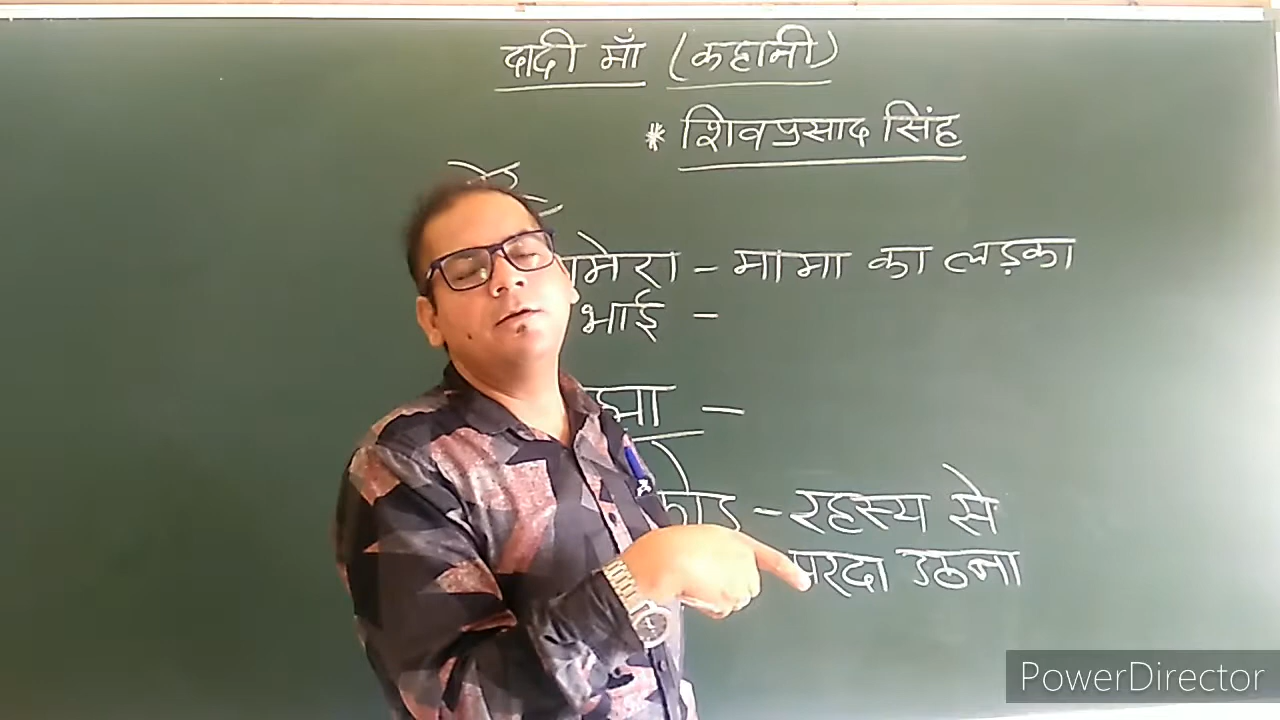 दादी माँ (कहानी)
* शिवप्रसाद सिंह
- मामा का लड़का
भाई -
-
- रहस्य से
परदा उठना
PowerDirector